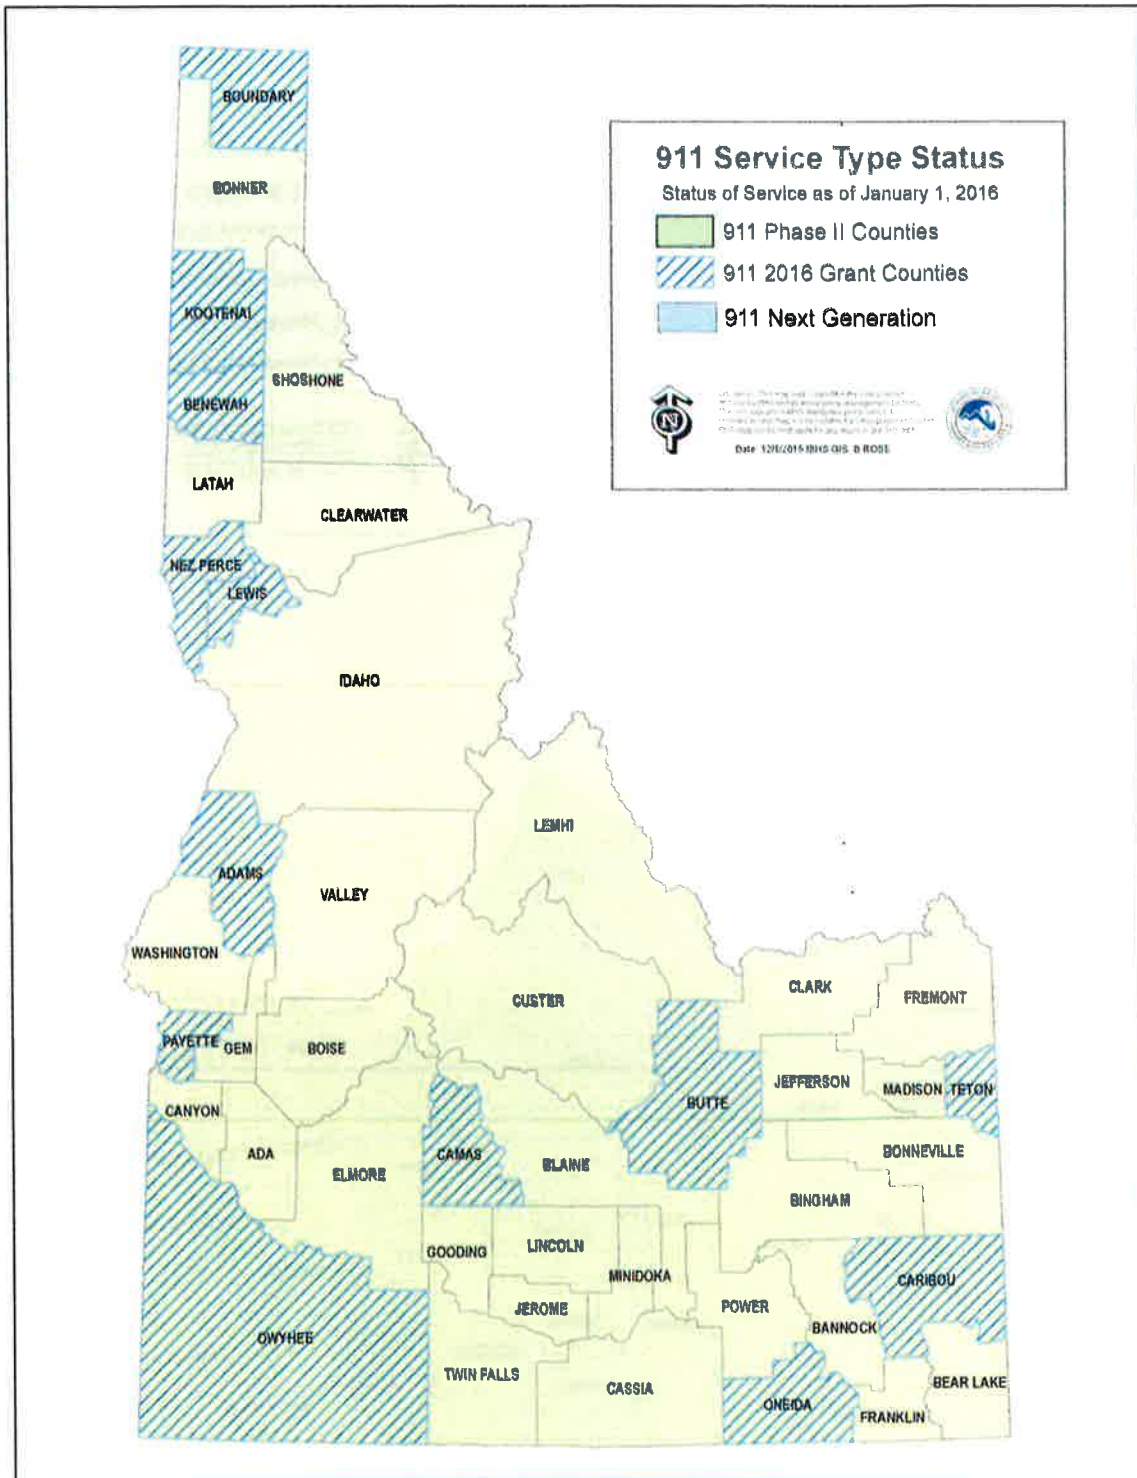 911 Service Type Status
Status of Service as of January 1, 2016
911 Phase II Counties
911 2016 Grant Counties
911 Next Generation
N
BOUNDARY
BONNER
KOOTENAI
SHOSHONE
BENEWAH
LATAH
CLEARWATER
NEZ PERCE
LEWIS
IDAHO
LEMHI
ADAMS
VALLEY
WASHINGTON
CUSTER
CLARK
FREMONT
PAYETTE
GEM
BOISE
JEFFERSON
MADISON
TETON
BUTTE
CANYON
ADA
ELMORE
CAMAS
BLAINE
BONNEVILLE
BINGHAM
GOODING
LINCOLN
MINIDOKA
CARIBOU
JEROME
POWER
BANNOCK
OWYHEE
TWIN FALLS
CASSIA
ONEIDA
BEAR LAKE
FRANKLIN